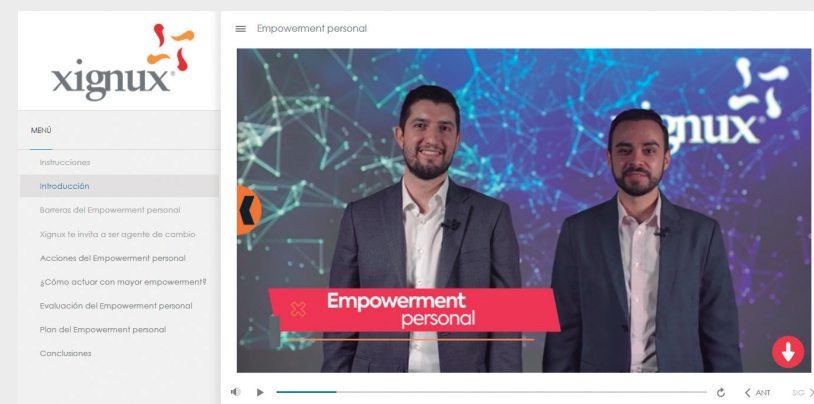 xignux
MENÚ
Instrucciones
Introducción
Barreras del Empowerment personal
Xignux te invita a ser agente de cambio
Acciones del Empowerment personal
¿Cómo actuar con mayor empowerment?
Evaluación del Empowerment personal
Plan del Empowerment personal
Conclusiones
Empowerment personal
gnux
Empowerment
personal
ANT
SIG